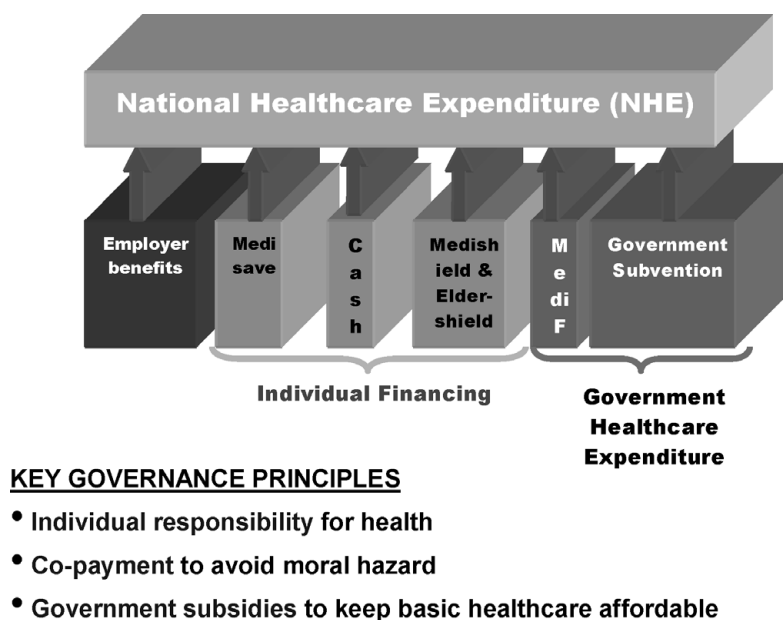 National Healthcare Expenditure (NHE)
Employer
benefits
Medi
save
C
a
s
h
Medish
ield &
Elder-
shield
M
e
di
F
Government
Subvention
Individual Financing
Government
Healthcare
Expenditure
KEY GOVERNANCE PRINCIPLES
• Individual responsibility for health
• Co-payment to avoid moral hazard
• Government subsidies to keep basic healthcare affordable